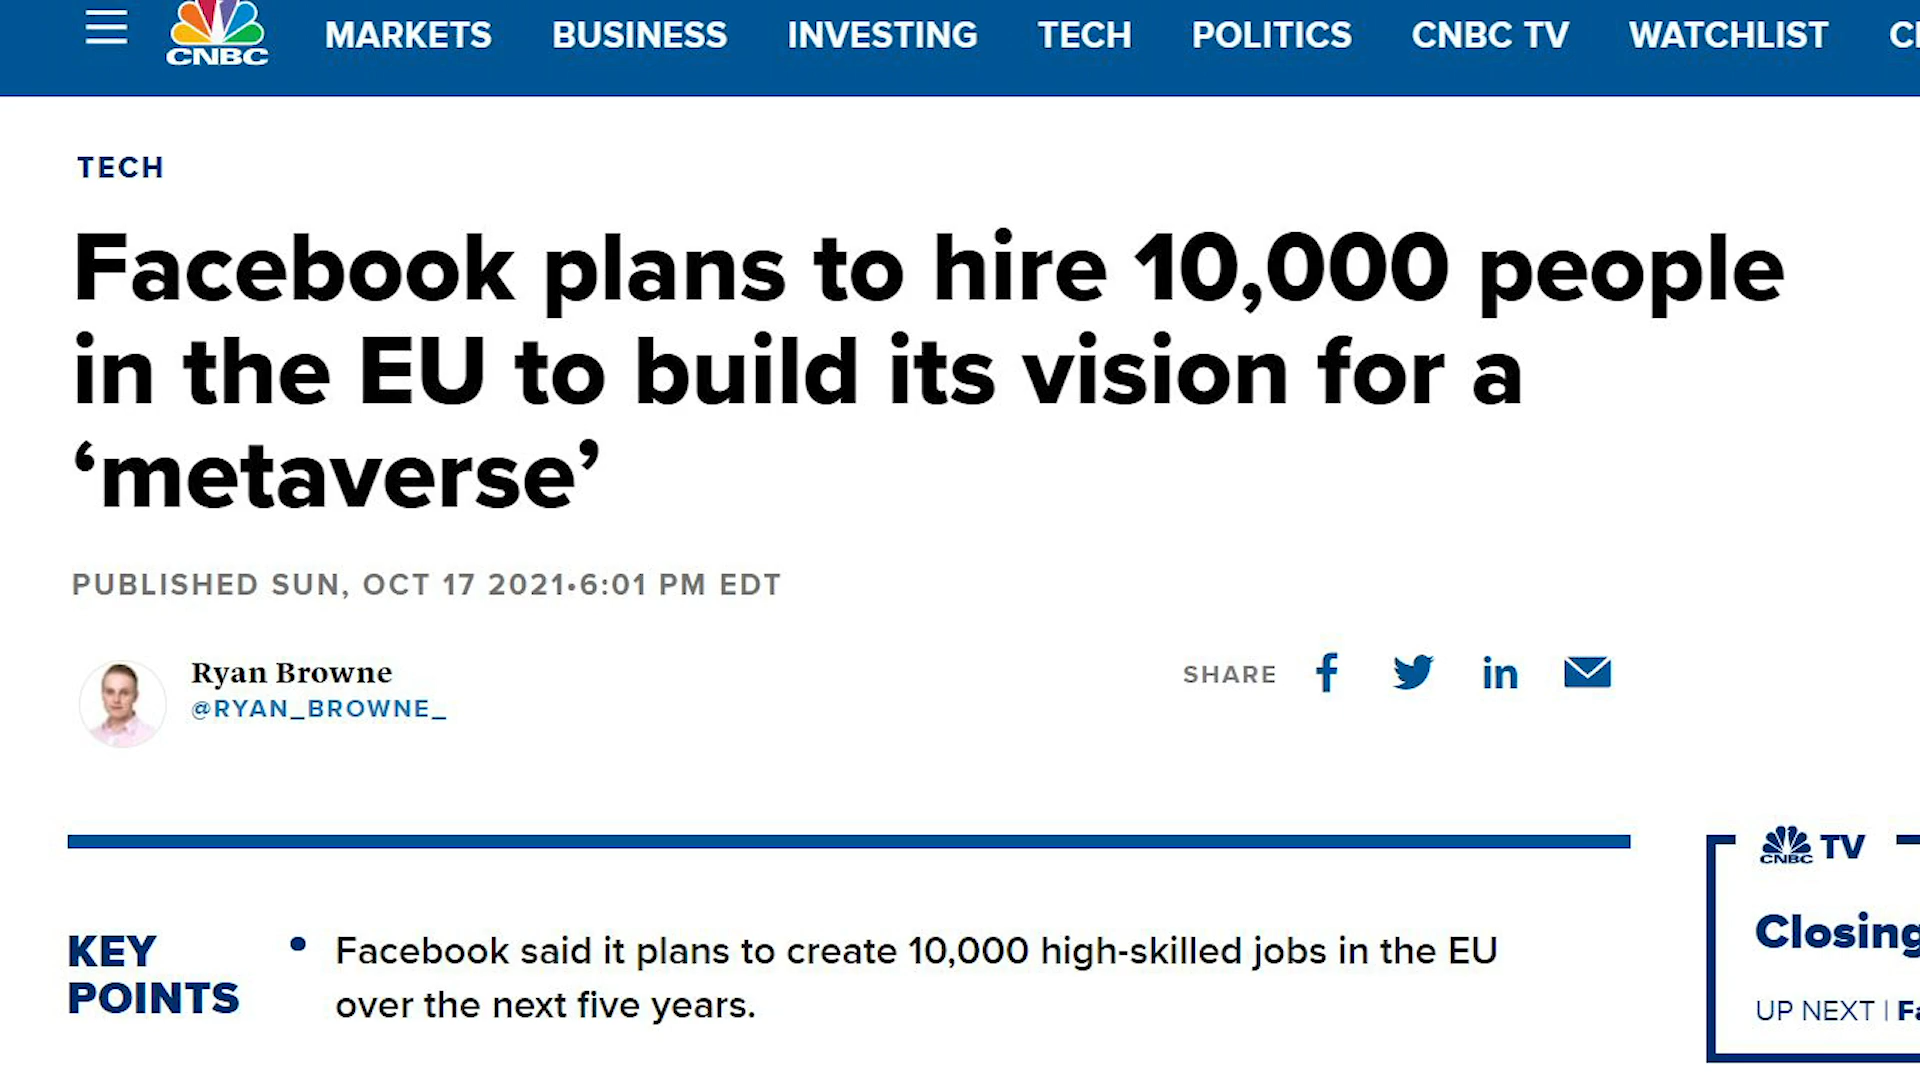 CNBC
MARKETS BUSINESS INVESTING TECH POLITICS CNBC TV WATCHLIST
TECH
Facebook plans to hire 10,000 people
in the EU to build its vision for a
‘metaverse’
PUBLISHED SUN, OCT 17 2021•6:01 PM EDT
Ryan Browne
@RYAN_BROWNE_
SHARE
CNBC TV
Closing
UP NEXT |
KEY
POINTS
• Facebook said it plans to create 10,000 high-skilled jobs in the EU
over the next five years.